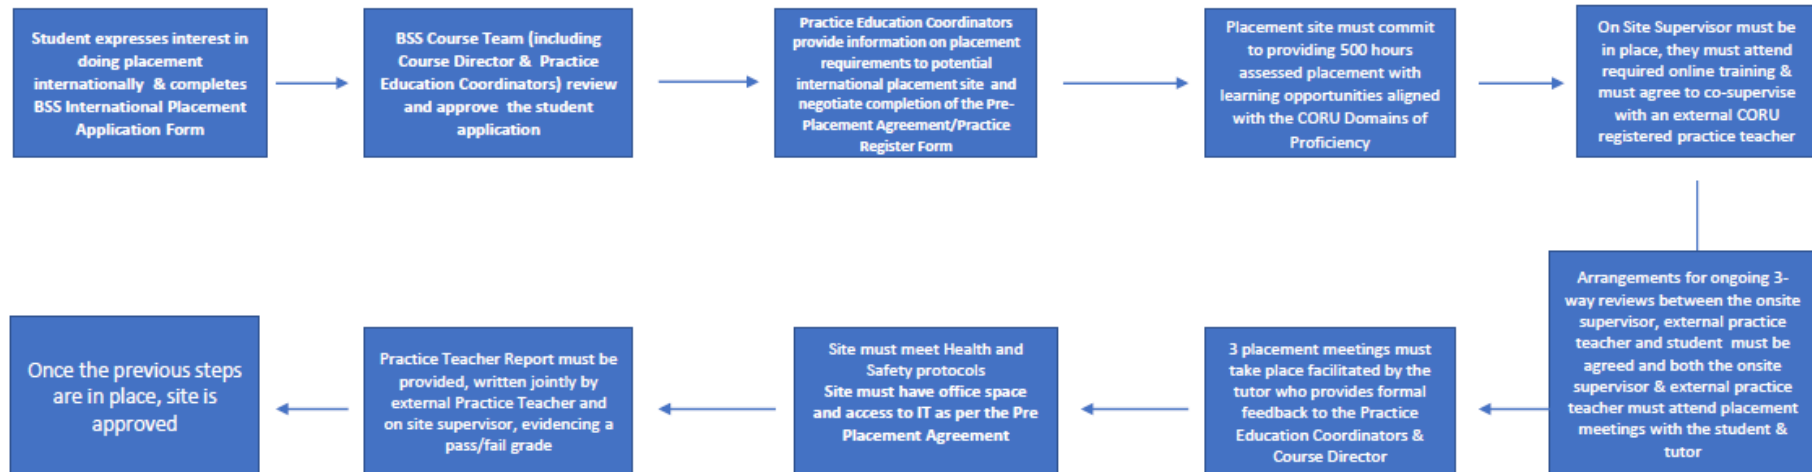 Student expresses interest in
doing placement
internationally & completes
BSS International Placement
Application Form
BSS Course Team (including
Course Director & Practice
Education Coordinators) review
and approve the student
application
Practice Education Coordinators
provide information on placement
requirements to potential
international placement site and
negotiate completion of the Pre-
Placement Agreement/Practice
Register Form
Placement site must commit
to providing 500 hours
assessed placement with
learning opportunities aligned
with the CORU Domains of
Proficiency
On Site Supervisor must be
in place, they must attend
required online training &
must agree to co-supervise
with an external CORU
registered practice teacher
Arrangements for ongoing 3-
way reviews between the onsite
supervisor, external practice
teacher and student must be
agreed and both the onsite
supervisor & external practice
teacher must attend placement
meetings with the student &
tutor
3 placement meetings must
take place facilitated by the
tutor who provides formal
feedback to the Practice
Education Coordinators &
Course Director
Site must meet Health and
Safety protocols
Site must have office space
and access to IT as per the Pre
Placement Agreement
Practice Teacher Report must be
provided, written jointly by
external Practice Teacher and
on site supervisor, evidencing a
pass/fail grade
Once the previous steps
are in place, site is
approved